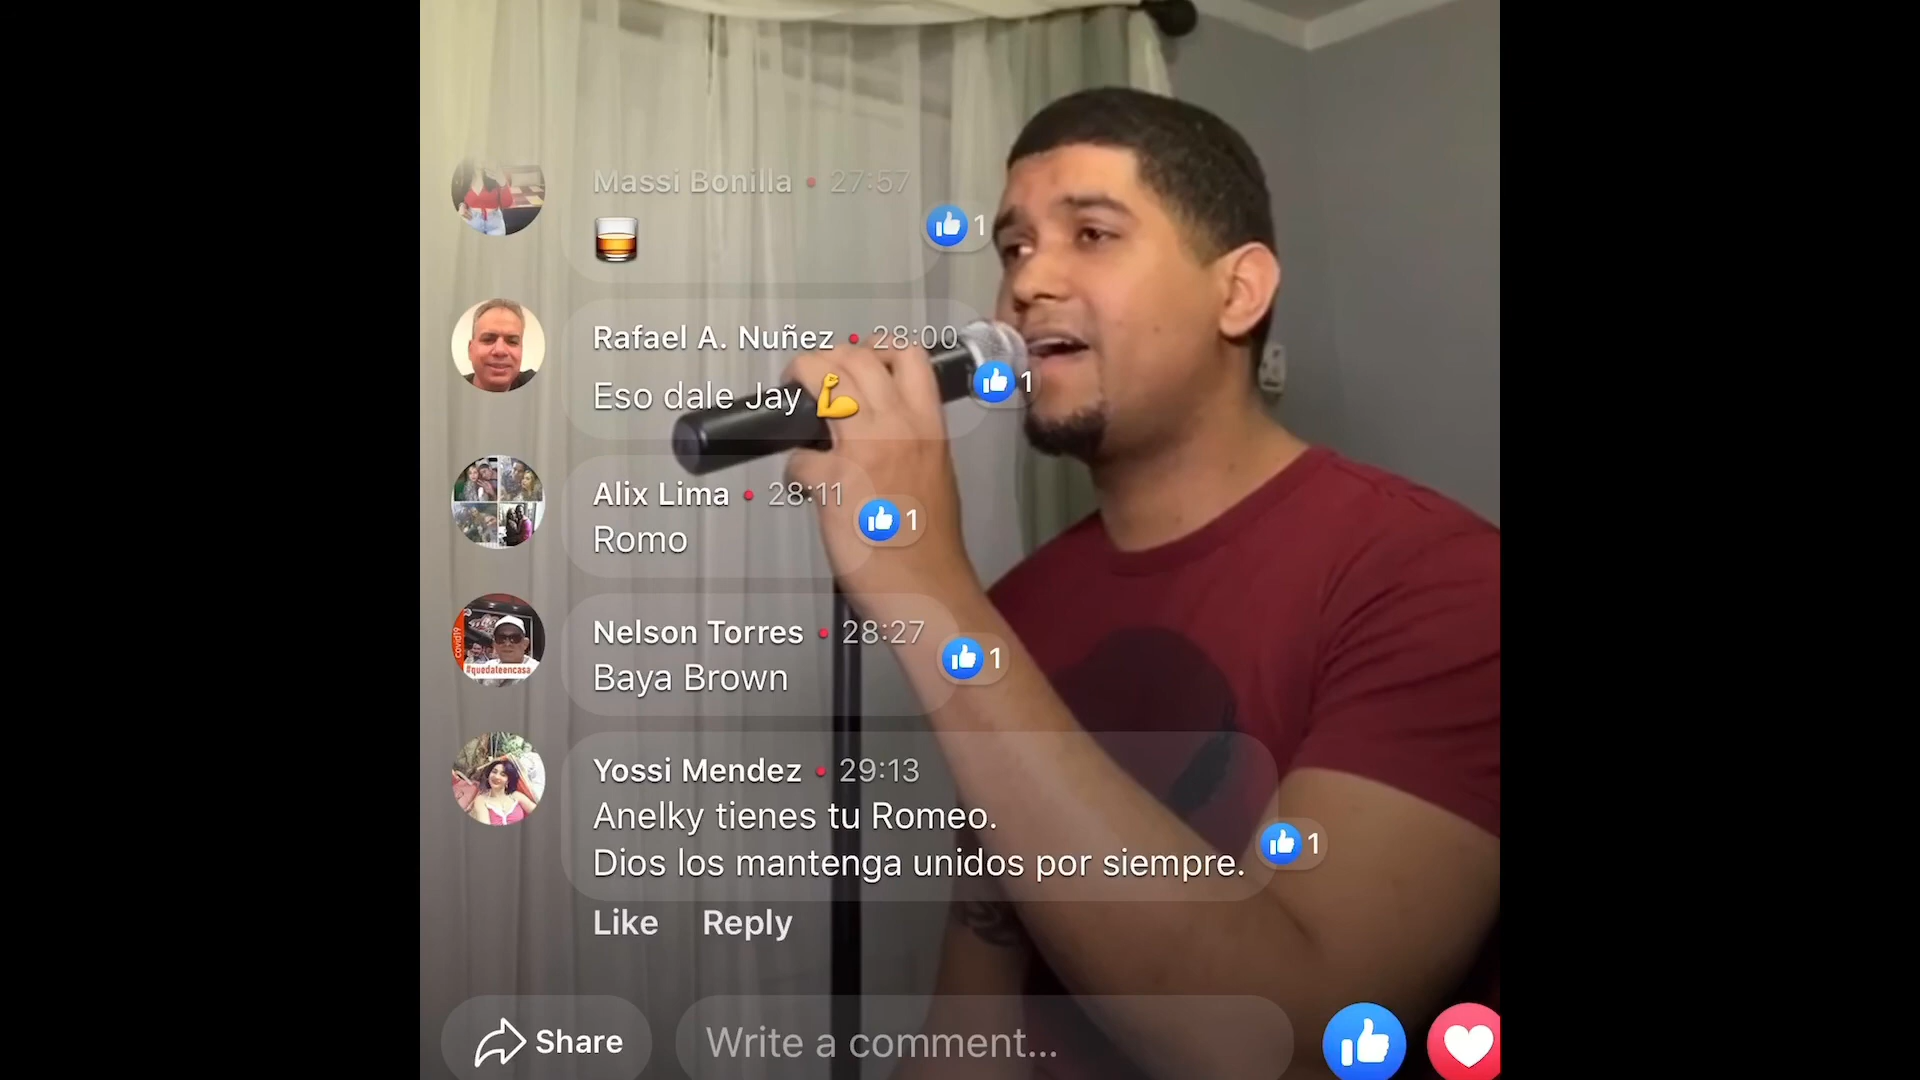 Massi Bonilla • 27:57
🥃
1
Rafael A. Nuñez • 28:00
Eso dale Jay 💪
1
Alix Lima • 28:11
Romo
1
Nelson Torres • 28:27
Baya Brown
1
covid19
#quedateencasa
Yossi Mendez • 29:13
Anelky tienes tu Romeo.
Dios los mantenga unidos por siempre.
1
Like Reply
Share
Write a comment...